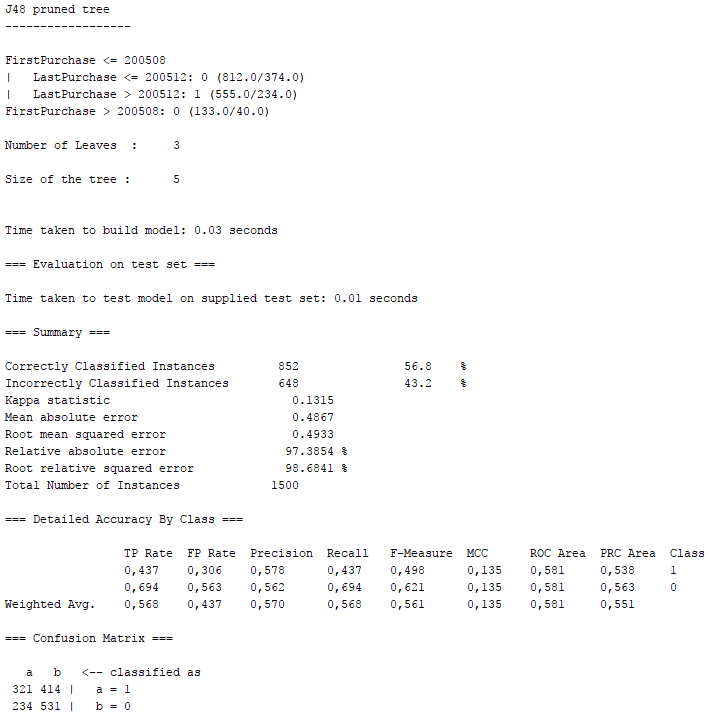 J48 pruned tree
------------------
FirstPurchase <= 200508
|   LastPurchase <= 200512: 0 (812.0/374.0)
|   LastPurchase > 200512: 1 (555.0/234.0)
FirstPurchase > 200508: 0 (133.0/40.0)
Number of Leaves  :     3
Size of the tree :      5
Time taken to build model: 0.03 seconds
=== Evaluation on test set ===
Time taken to test model on supplied test set: 0.01 seconds
=== Summary ===
Correctly Classified Instances         852               56.8    %
Incorrectly Classified Instances       648               43.2    %
Kappa statistic                          0.1315
Mean absolute error                      0.4867
Root mean squared error                  0.4933
Relative absolute error                 97.3854 %
Root relative squared error             98.6841 %
Total Number of Instances             1500
=== Detailed Accuracy By Class ===
TP Rate  FP Rate  Precision  Recall   F-Measure  MCC      ROC Area  PRC Area  Class
0,437    0,306    0,578      0,437    0,498      0,135    0,581     0,538     1
0,694    0,563    0,562      0,694    0,621      0,135    0,581     0,563     0
Weighted Avg.    0,568    0,437    0,570      0,568    0,561      0,135    0,581     0,551
=== Confusion Matrix ===
a   b   <-- classified as
321 414 |   a = 1
234 531 |   b = 0